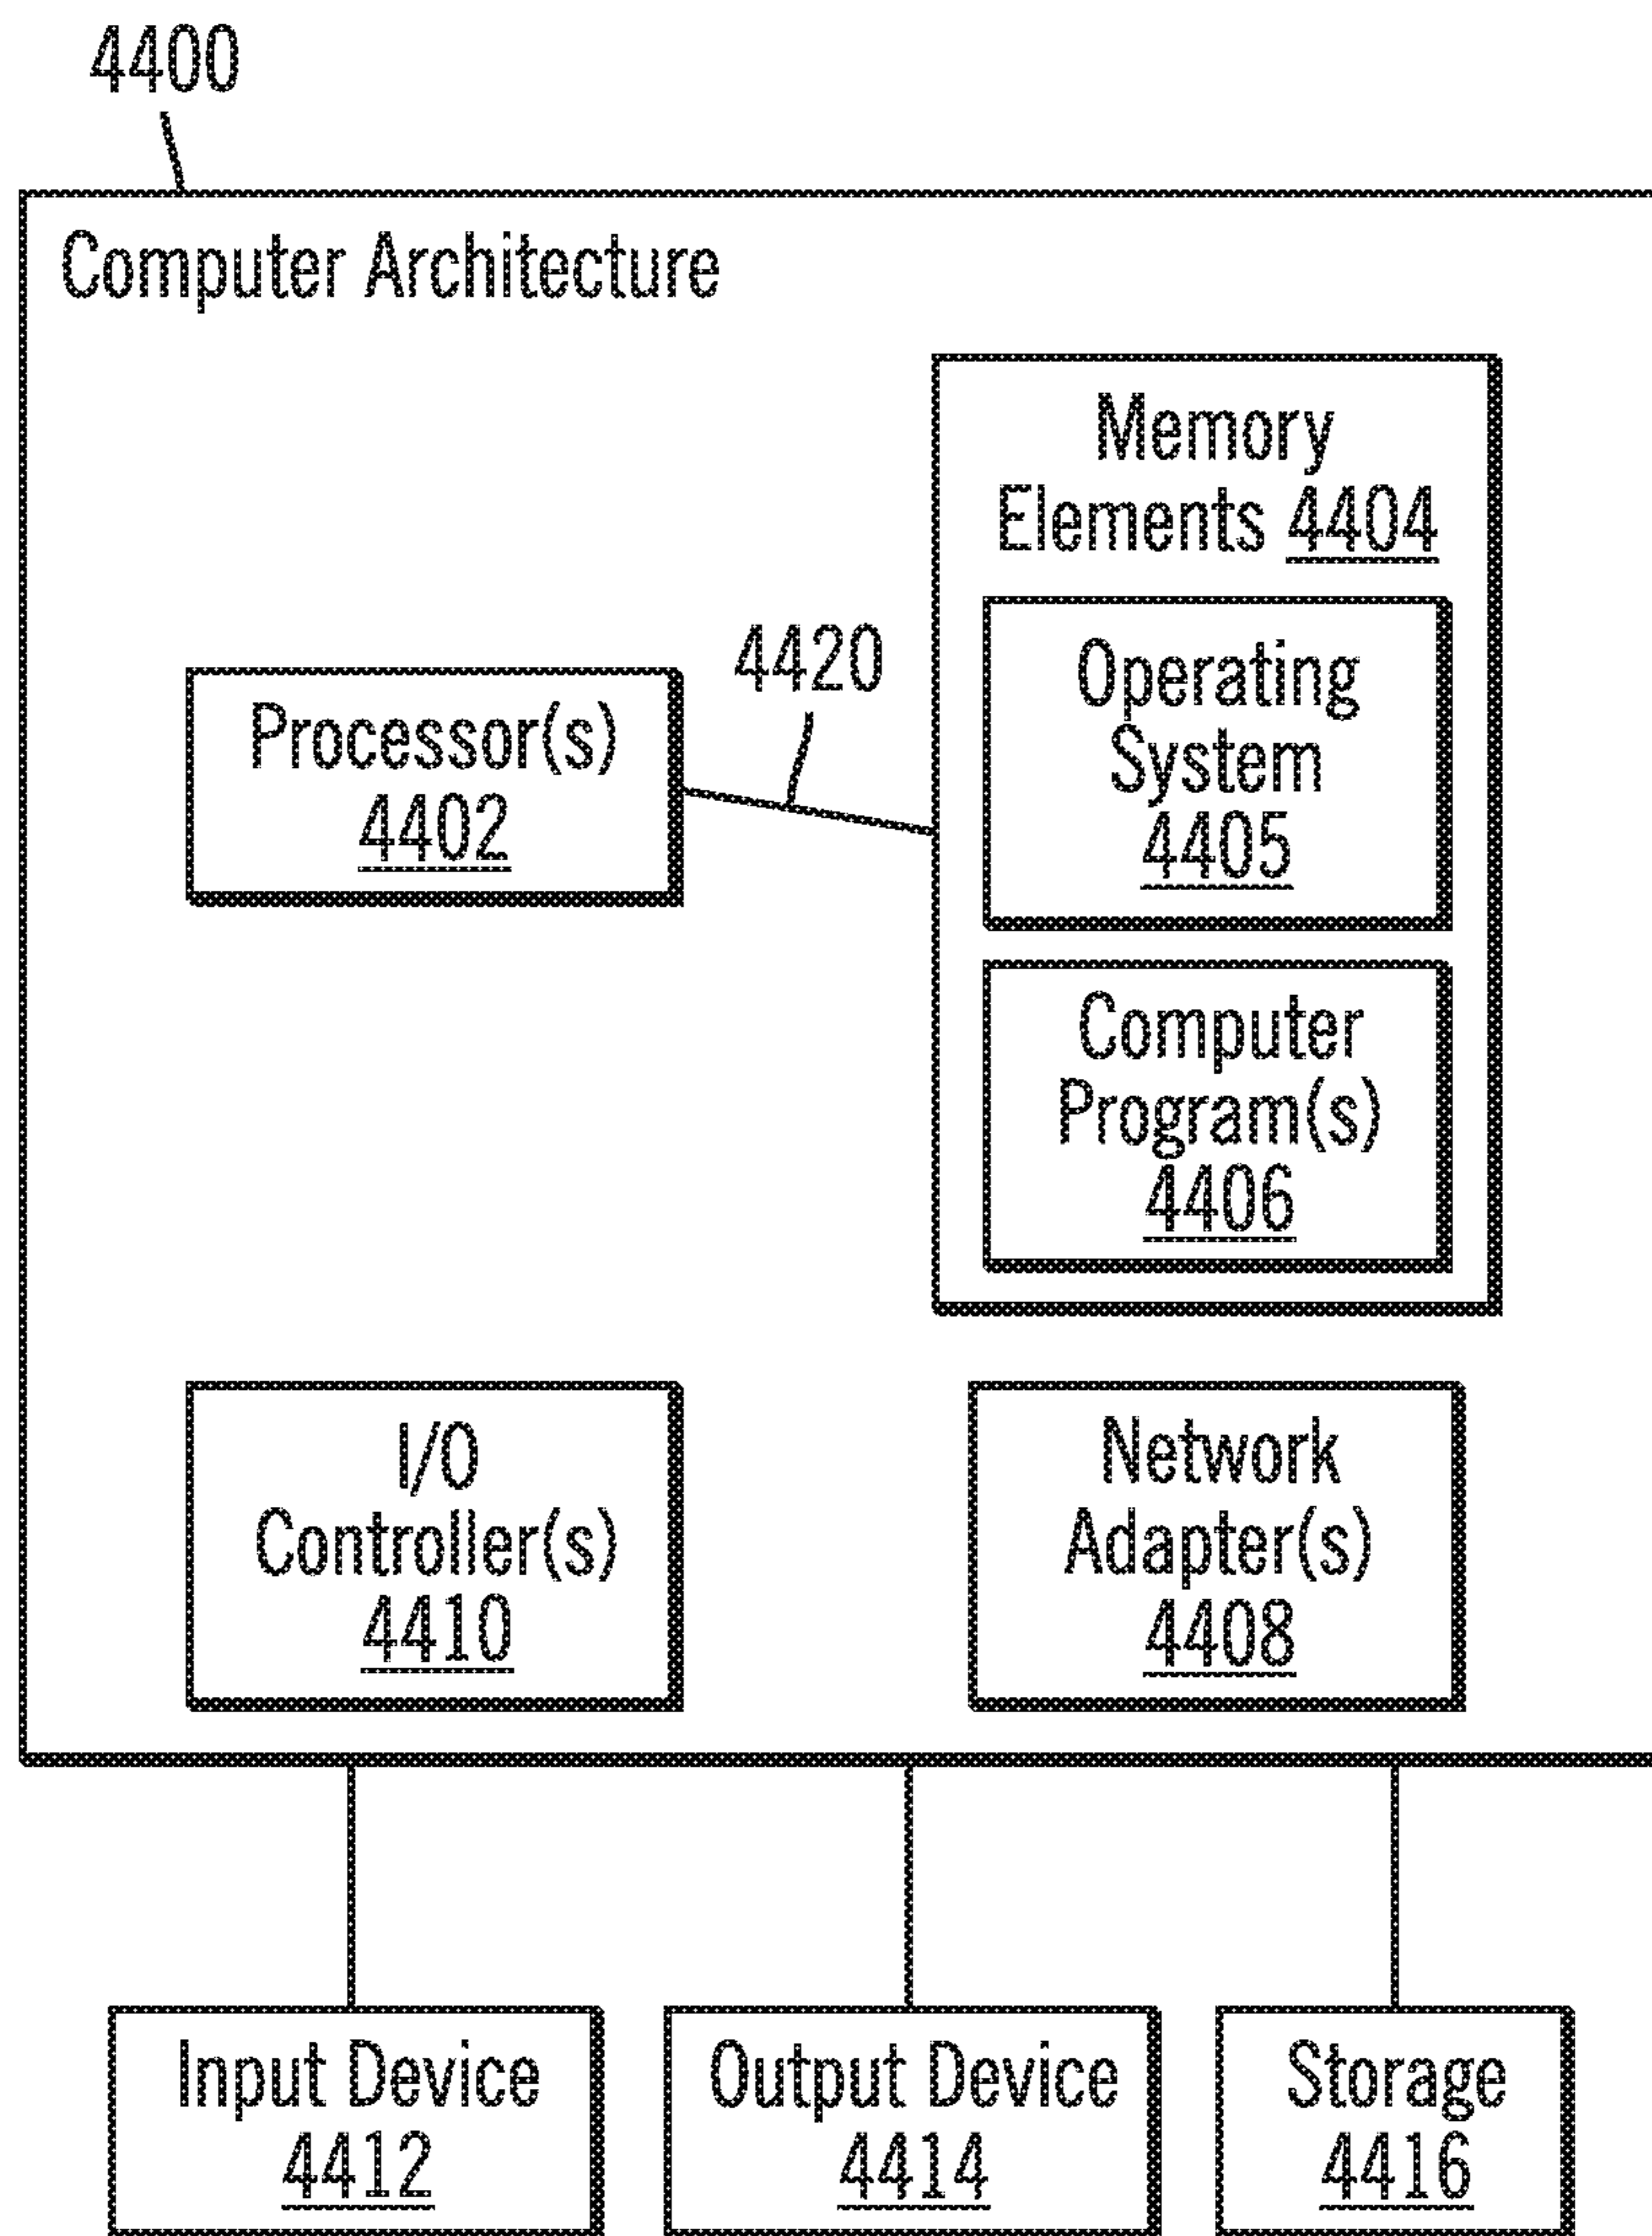 4400
Computer Architecture
Memory
Elements 4404
4420
Operating
System
4405
Processor(s)
4402
Computer
Program(s)
4406
I/O
Controller(s)
4410
Network
Adapter(s)
4408
Input Device
4412
Output Device
4414
Storage
4416